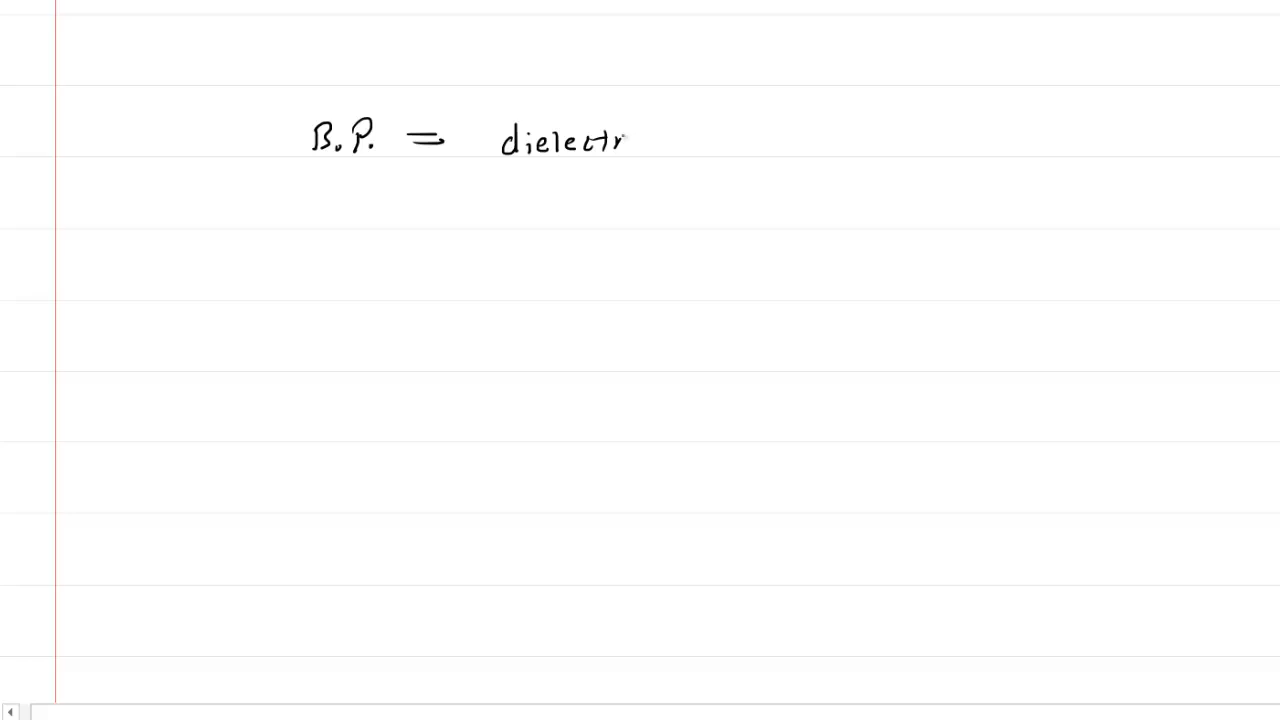 B.P. = dielectr